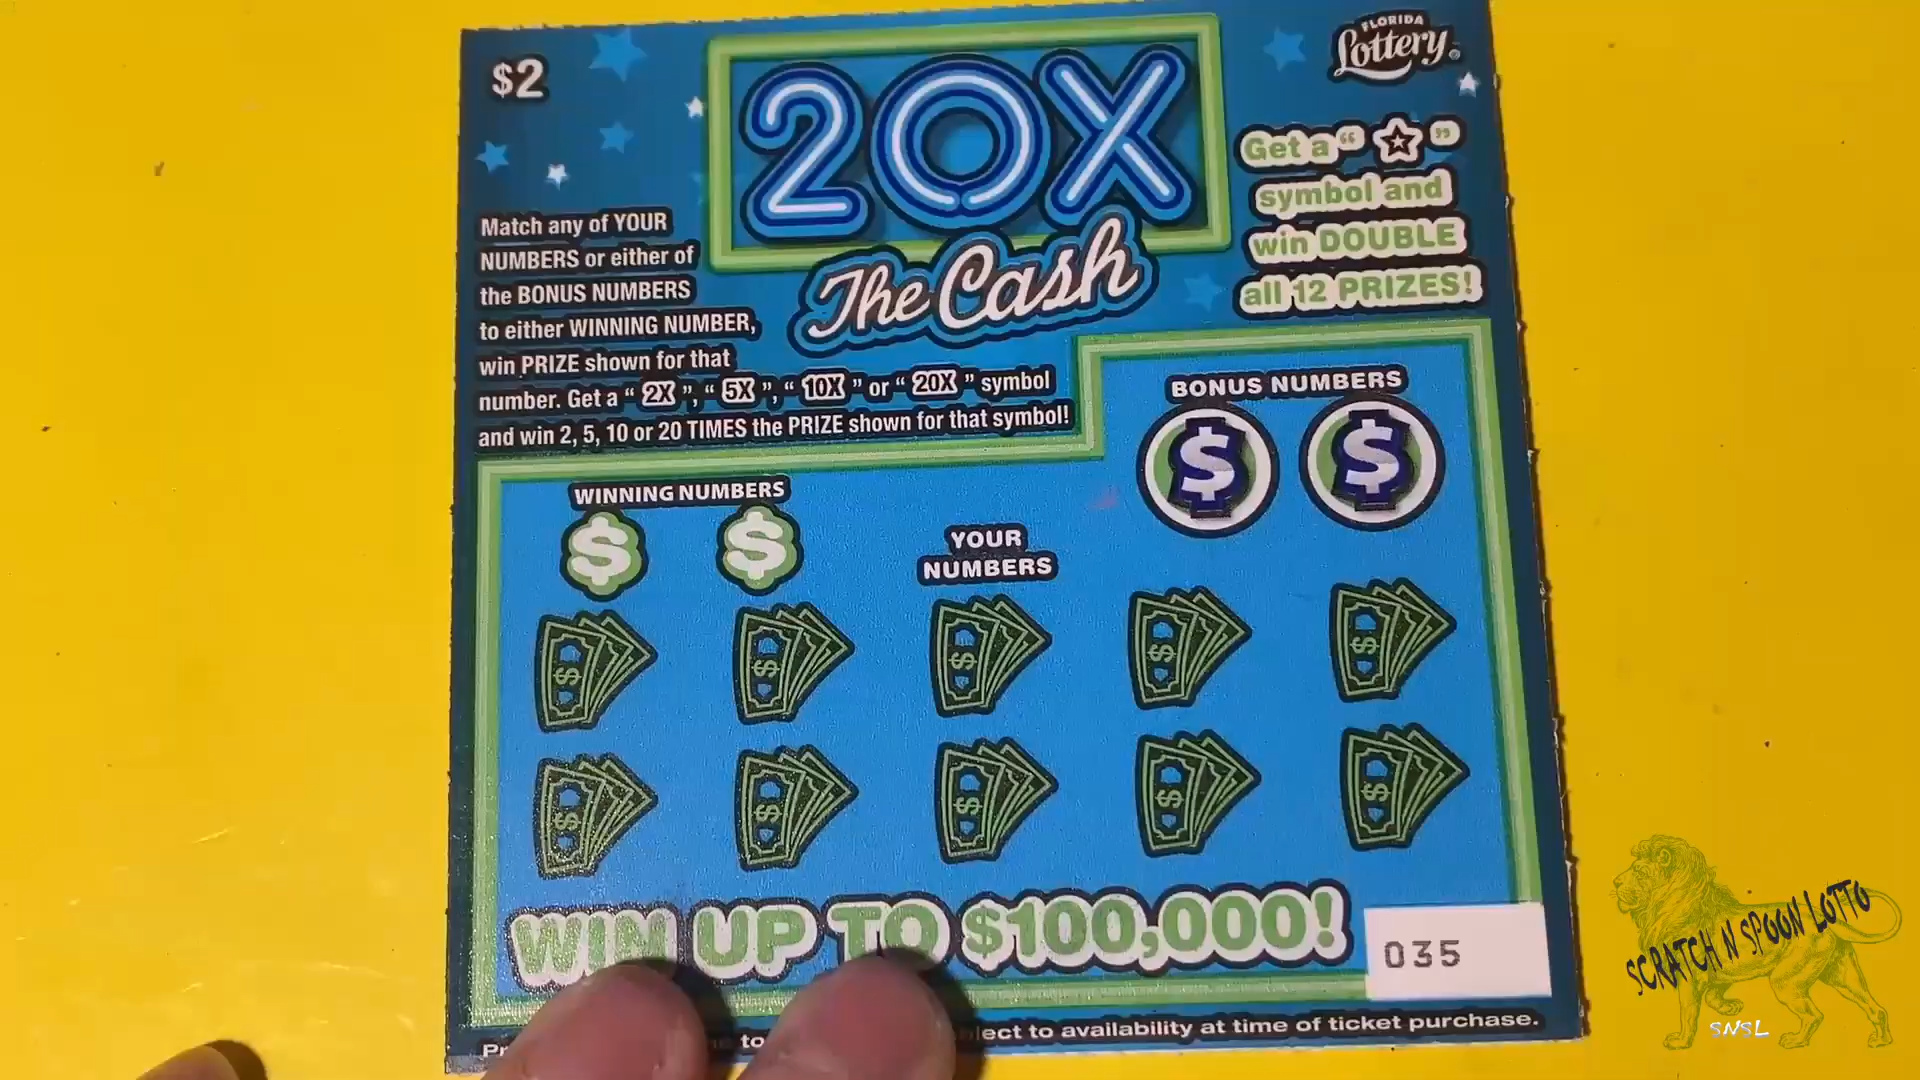 $2
20X
The Cash
FLORIDA
Lottery
Get a "☆"
symbol and
win DOUBLE
all 12 PRIZES!
Match any of YOUR
NUMBERS or either of
the BONUS NUMBERS
to either WINNING NUMBER,
win PRIZE shown for that
number. Get a "2X", "5X", "10X" or "20X" symbol
and win 2, 5, 10 or 20 TIMES the PRIZE shown for that symbol!
BONUS NUMBERS
$ $
WINNING NUMBERS
$ $
YOUR
NUMBERS
$ $ $ $ $
$ $ $ $ $
WIN UP TO $100,000!
035
to availability at time of ticket purchase.
SCRATCH N SPOON LOTTO
SNSL